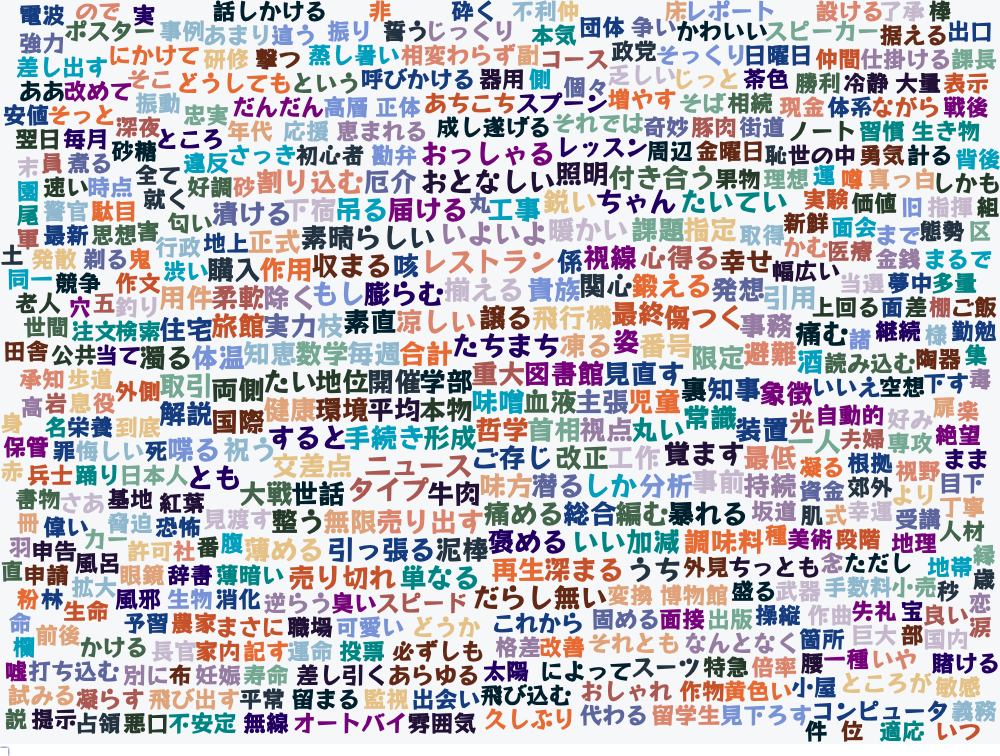 電波 ので 実 話しかける 非 砕く 不利 仲 床 レポート 設ける 了承 棒
強力 ポスター 事例 あまり 違う 振り 誓う じっくり 本気 団体 争い かわいい スピーカー 据える 出口
差し出す にかけて 研修 撃つ 蒸し暑い 相変わらず 副 コース 政党 そっくり 日曜日 仲間 仕掛ける 課長
ああ 改めて そこ どうしても という 呼びかける 器用 側 個々 乏しい じっと 茶色 勝利 冷静 大量 表示
安値 そっと 振動 忠実 だんだん 高層 正体 あちこち スプーン 増やす そば 相続 現金 体系 ながら 戦後
翌日 毎月 深夜 ところ 年代 応援 恵まれる 成し遂げる それでは 奇妙 豚肉 街道 ノート 習慣 生き物
末 員 煮る 砂糖 違反 さっき 初心者 勘弁 おっしゃる レッスン 周辺 金曜日 恥 世の中 勇気 計る 背後
園 速い 時点 全て 好調 砂 割り込む 厄介 おとなしい 照明 付き合う 果物 理想 運 噂 真っ白 しかも
尾 警官 駄目 就く 匂い 漬ける 下宿 吊る 届ける 丸 工事 鋭い ちゃん たいてい 実験 価値 旧 指揮 組
軍 最新 思想 害 行政 地上 正式 素晴らしい いよいよ 暖かい 課題 指定 取得 新鮮 面会 まで 態勢 区
土 発散 剃る 鬼 渋い 購入 作用 収まる 咳 レストラン 係 視線 心得る 幸せ かむ 医療 金銭 まるで
同一 競争 作文 用件 柔軟 除く もし 膨らむ 揃える 貴族 関心 鍛える 発想 引用 幅広い 当選 夢中 多量
老人 穴 五 釣り 旅館 実力 枝 素直 涼しい 譲る 飛行機 最終 傷つく 事務 上回る 面 差 棚 ご飯
世間 注文 検索 住宅 痛む 諸 継続 様 勤勉
田舎 公共 当て 濁る 体温 知恵 数学 毎週 合計 たちまち 凍る 姿 番号 限定 避難 酒 読み込む 陶器 集
承知 歩道 外側 取引 両側 たい 地位 開催 学部 重大 図書館 見直す 裏 知事 象徴 いいえ 空想 下す 毒
高 岩 息 役 解説 国際 健康 環境 平均 本物 味噌 血液 主張 児童 常識 装置 光 自動的 好み 扉 楽
身 名 栄養 到底 すると 手続き 形成 哲学 首相 視点 丸い 一人 夫婦 専攻 絶望
保管 罪 悔しい 死 喋る 祝う 交差点 ニュース ご存じ 改正 工作 覚ます 最低 凝る 根拠 視野 まま
赤 兵士 踊り 日本人 とも 大戦 世話 タイプ 牛肉 味方 潜る しか 分析 事前 持続 資金 郊外 より 目下
書物 さあ 基地 紅葉 見渡す 整う 無限 売り出す 痛める 総合 編む 暴れる 坂道 肌 式 幸運 受講 丁寧
冊 偉い カー 脅迫 恐怖 薄める 引っ張る 泥棒 褒める いい 加減 調味料 種 美術 段階 地理 人材
羽 申告 風呂 許可 社 番 腹 売り切れ 単なる 再生 深まる うち 外見 ちっとも 念 ただし 地帯 縁
直 申請 拡大 眼鏡 辞書 薄暗い 変換 博物館 盛る 武器 手数料 小売 秒 歳
粉 林 生命 風邪 生物 消化 逆らう 臭い スピード だらし無い 固める 面接 出版 操縦 作曲 失礼 宝 良い 恋
命 前後 予習 農家 まさに 職場 可愛い どうか これから 格差 改善 それとも なんとなく 箇所 巨大 部 国内 涙
欄 かける 長官 家内 記す 運命 投票 必ずしも
嘘 打ち込む 別に 布 妊娠 寿命 差し引く あらゆる 太陽 によって スーツ 特急 倍率 腰 一種 いや 賭ける
試みる 凝らす 飛び出す 平常 留まる 監視 出会い 飛び込む おしゃれ 作物 黄色い 小屋 ところが 敏感
説 提示 占領 悪口 不安定 無線 オートバイ 雰囲気 久しぶり 代わる 留学生 見下ろす コンピュータ 義務
件 位 適応 いつ